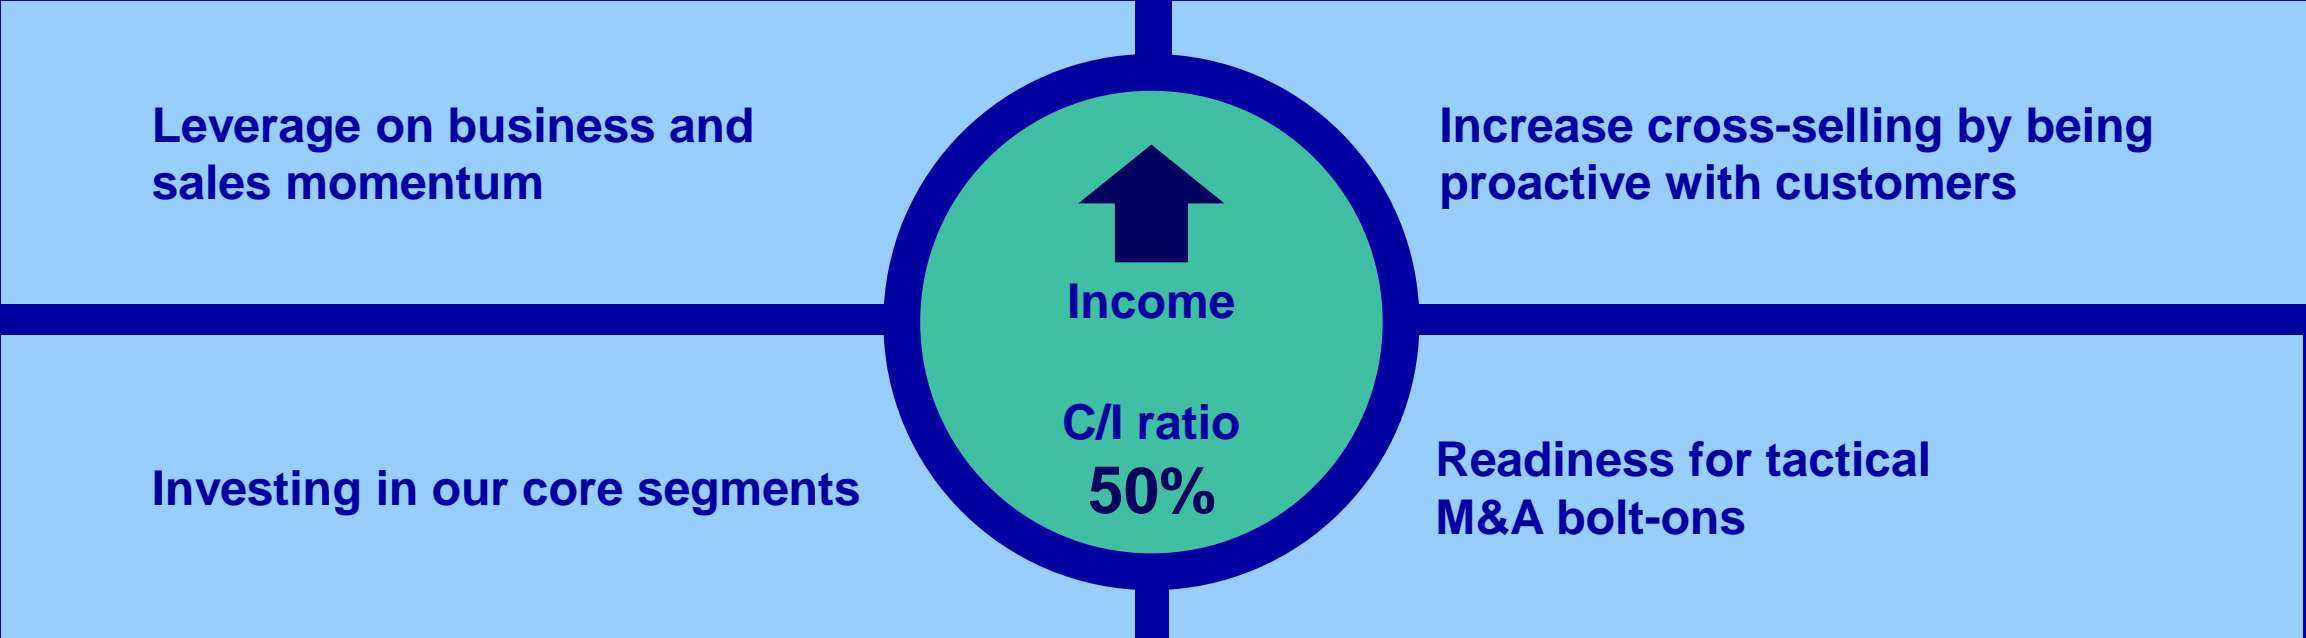 Leverage on business and
sales momentum
Increase cross-selling by being
proactive with customers
Income
C/I ratio
50%
Investing in our core segments
Readiness for tactical
M&A bolt-ons